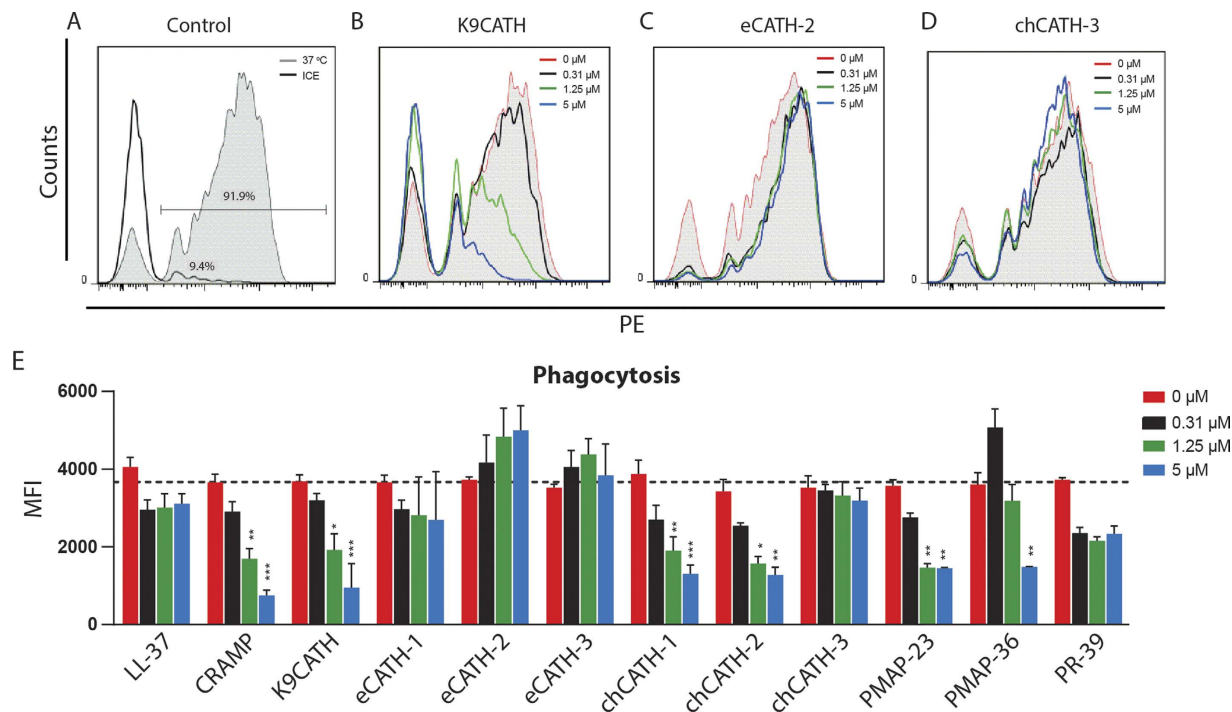 A
Control
37 °C
ICE
91.9%
9.4%
0
B
K9CATH
0 µM
0.31 µM
1.25 µM
5 µM
0
C
eCATH-2
0 µM
0.31 µM
1.25 µM
5 µM
0
D
chCATH-3
0 µM
0.31 µM
1.25 µM
5 µM
0
Counts
PE
E
Phagocytosis
MFI
6000
4000
2000
0
0 µM
0.31 µM
1.25 µM
5 µM
** *** * *** ** *** * ** ** ** **
LL-37
CRAMP
K9CATH
eCATH-1
eCATH-2
eCATH-3
chCATH-1
chCATH-2
chCATH-3
PMAP-23
PMAP-36
PR-39